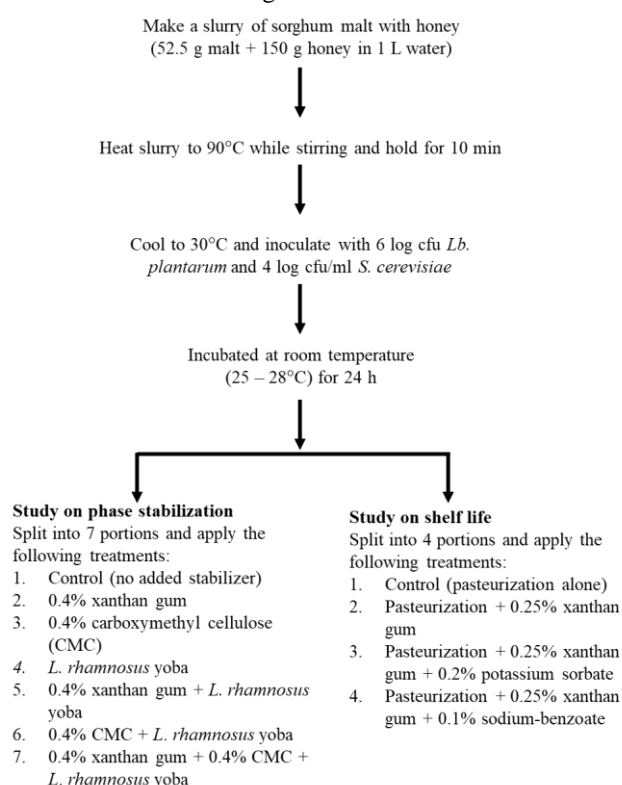 Make a slurry of sorghum malt with honey
(52.5 g malt + 150 g honey in 1 L water)
Heat slurry to 90°C while stirring and hold for 10 min
Cool to 30°C and inoculate with 6 log cfu Lb.
plantarum and 4 log cfu/ml S. cerevisiae
Incubated at room temperature
(25 – 28°C) for 24 h
Study on phase stabilization
Split into 7 portions and apply the
following treatments:
1. Control (no added stabilizer)
2. 0.4% xanthan gum
3. 0.4% carboxymethyl cellulose
(CMC)
4. L. rhamnosus yoba
5. 0.4% xanthan gum + L. rhamnosus
yoba
6. 0.4% CMC + L. rhamnosus yoba
7. 0.4% xanthan gum + 0.4% CMC +
L. rhamnosus yoba
Study on shelf life
Split into 4 portions and apply the
following treatments:
1. Control (pasteurization alone)
2. Pasteurization + 0.25% xanthan
gum
3. Pasteurization + 0.25% xanthan
gum + 0.2% potassium sorbate
4. Pasteurization + 0.25% xanthan
gum + 0.1% sodium-benzoate